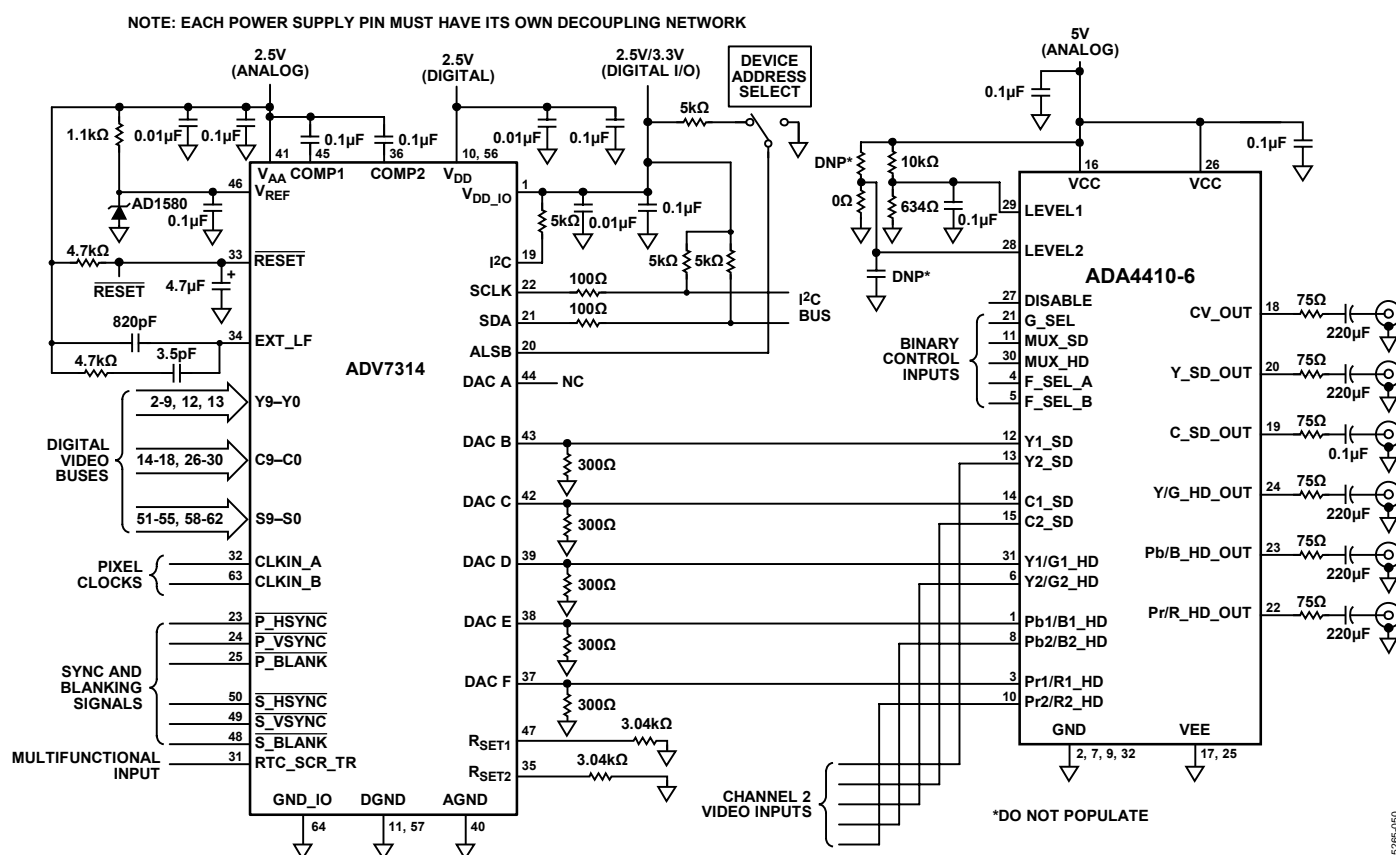 NOTE: EACH POWER SUPPLY PIN MUST HAVE ITS OWN DECOUPLING NETWORK
2.5V
(ANALOG)
2.5V
(DIGITAL)
2.5V/3.3V
(DIGITAL I/O)
DEVICE
ADDRESS
SELECT
5V
(ANALOG)
1.1kΩ
0.01µF
0.1µF
0.1µF
0.1µF
0.01µF
0.1µF
5kΩ
0.1µF
0.1µF
41
45
36
10, 56
VAA
COMP1
COMP2
VDD
46
VREF
AD1580
0.1µF
1
VDD_IO
5kΩ
0.01µF
0.1µF
19
I2C
4.7kΩ
33
RESET
RESET
4.7µF
+
22
SCLK
100Ω
5kΩ
5kΩ
21
SDA
100Ω
I2C
BUS
820pF
34
EXT_LF
3.5pF
4.7kΩ
20
ALSB
ADV7314
44
DAC A
NC
DIGITAL
VIDEO
BUSES
2-9, 12, 13
Y9–Y0
14-18, 26-30
C9–C0
51-55, 58-62
S9–S0
43
DAC B
300Ω
42
DAC C
300Ω
39
DAC D
300Ω
38
DAC E
300Ω
37
DAC F
300Ω
PIXEL
CLOCKS
32
CLKIN_A
63
CLKIN_B
SYNC AND
BLANKING
SIGNALS
23
P_HSYNC
24
P_VSYNC
25
P_BLANK
50
S_HSYNC
49
S_VSYNC
48
S_BLANK
MULTIFUNCTIONAL
INPUT
31
RTC_SCR_TR
47
RSET1
3.04kΩ
35
RSET2
3.04kΩ
GND_IO
DGND
AGND
64
11, 57
40
DNP*
10kΩ
0Ω
634Ω
0.1µF
DNP*
16
VCC
26
VCC
29
LEVEL1
28
LEVEL2
ADA4410-6
27
DISABLE
BINARY
CONTROL
INPUTS
21
G_SEL
11
MUX_SD
30
MUX_HD
4
F_SEL_A
5
F_SEL_B
12
Y1_SD
13
Y2_SD
14
C1_SD
15
C2_SD
31
Y1/G1_HD
6
Y2/G2_HD
1
Pb1/B1_HD
8
Pb2/B2_HD
3
Pr1/R1_HD
10
Pr2/R2_HD
CV_OUT
18
75Ω
220µF
Y_SD_OUT
20
75Ω
220µF
C_SD_OUT
19
75Ω
0.1µF
Y/G_HD_OUT
24
75Ω
220µF
Pb/B_HD_OUT
23
75Ω
220µF
Pr/R_HD_OUT
22
75Ω
220µF
GND
VEE
2, 7, 9, 32
17, 25
CHANNEL 2
VIDEO INPUTS
*DO NOT POPULATE